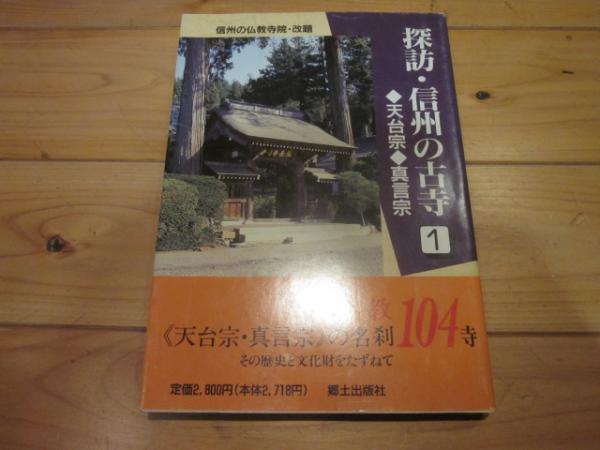 信州の仏教寺院・改題
探訪・信州の古寺
◆天台宗◆真言宗
1
教
《天台宗・真言宗》の名刹104寺
その歴史と文化財をたずねて
定価2,800円(本体2,718円)
郷土出版社